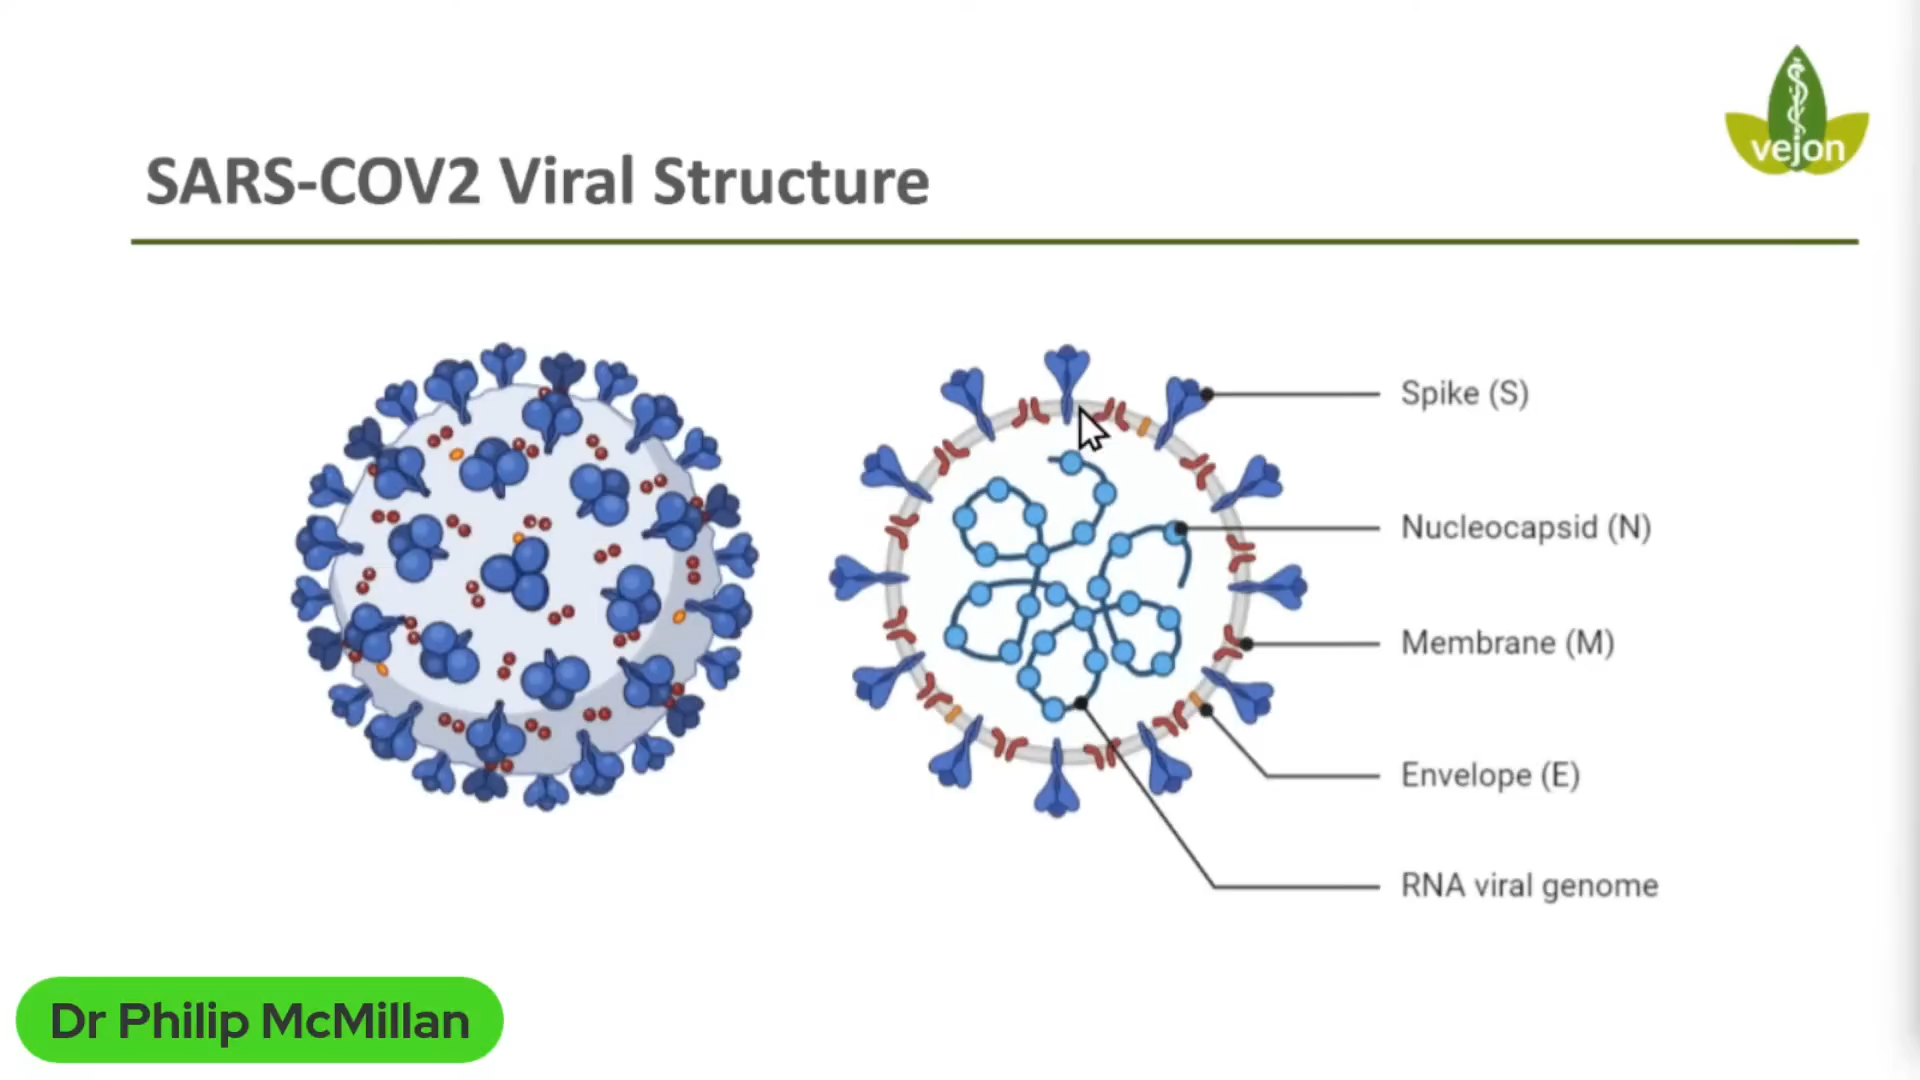 vejon
SARS-COV2 Viral Structure
Spike (S)
Nucleocapsid (N)
Membrane (M)
Envelope (E)
RNA viral genome
Dr Philip McMillan